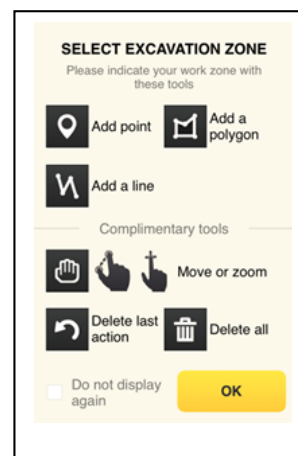 SELECT EXCAVATION ZONE
Please indicate your work zone with
these tools
Add point
Add a
polygon
Add a line
Complimentary tools
Move or zoom
Delete last
action
Delete all
Do not display
again
OK